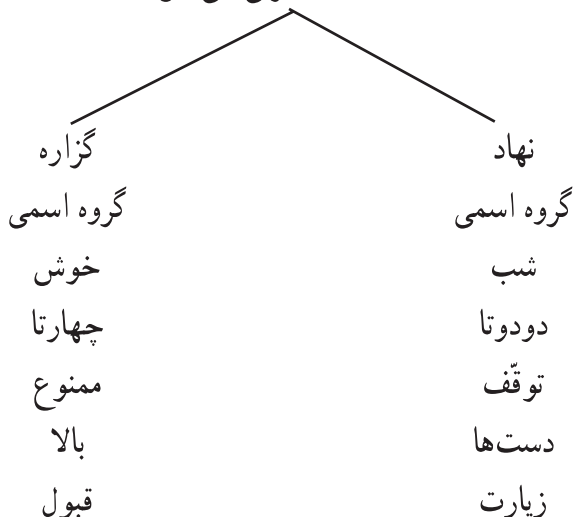 نهاد گزاره
گروه اسمی گروه اسمی
شب خوش
دودوتا چهارتا
توقّف ممنوع
دست‌ها بالا
زیارت قبول